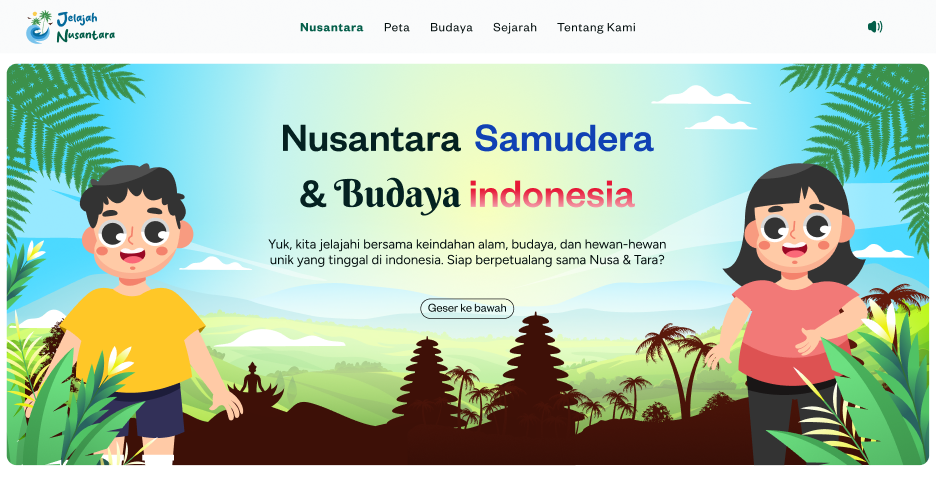 Jelajah
Nusantara
Nusantara Peta Budaya Sejarah Tentang Kami
Nusantara Samudera
& Budaya indonesia
Yuk, kita jelajahi bersama keindahan alam, budaya, dan hewan-hewan
unik yang tinggal di indonesia. Siap berpetualang sama Nusa & Tara?
Geser ke bawah